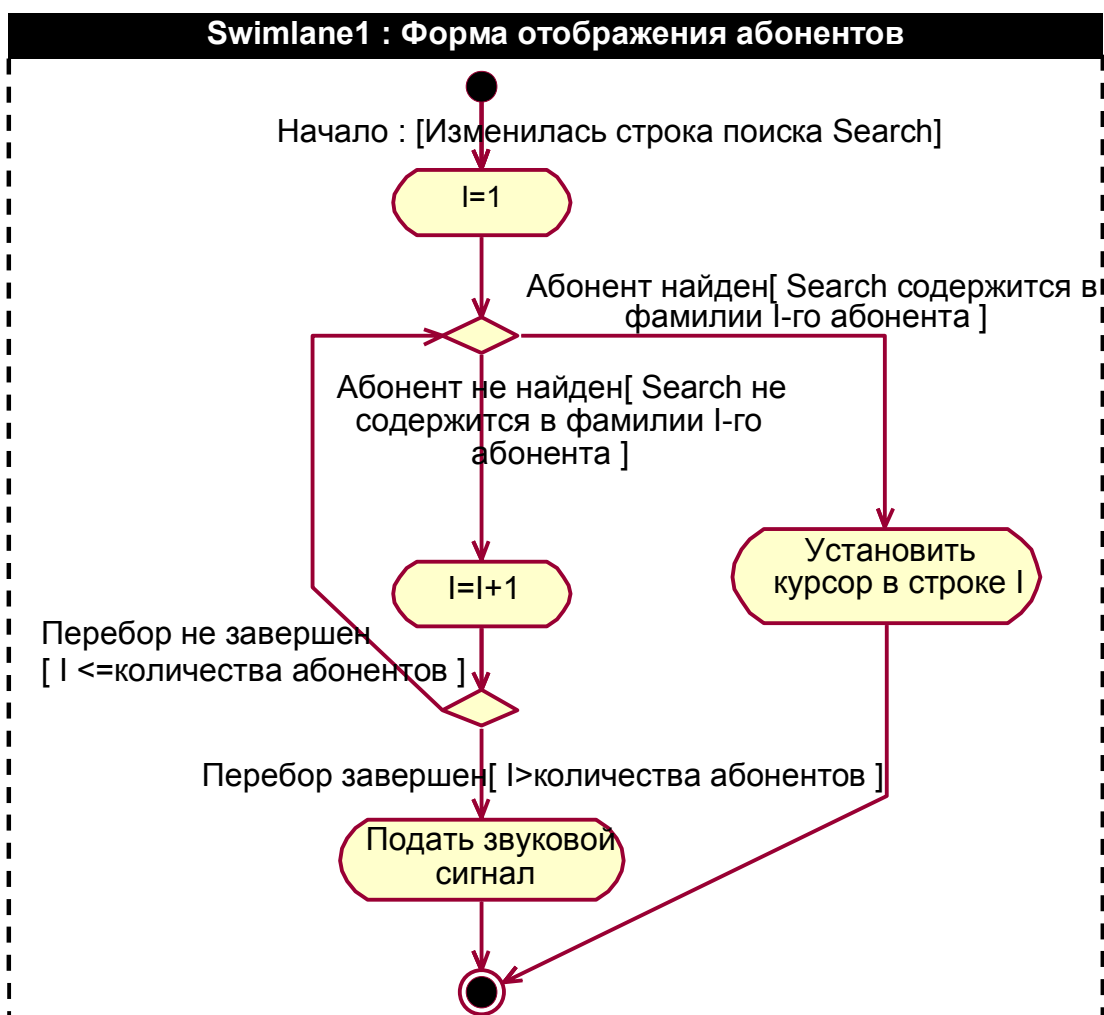 Swimlane1 : Форма отображения абонентов
Начало : [Изменилась строка поиска Search]
I=1
Абонент найден[ Search содержится в
фамилии I-го абонента ]
Абонент не найден[ Search не
содержится в фамилии I-го
абонента ]
Установить
курсор в строке I
I=I+1
Перебор не завершен
[ I <=количества абонентов ]
Перебор завершен[ I>количества абонентов ]
Подать звуковой
сигнал